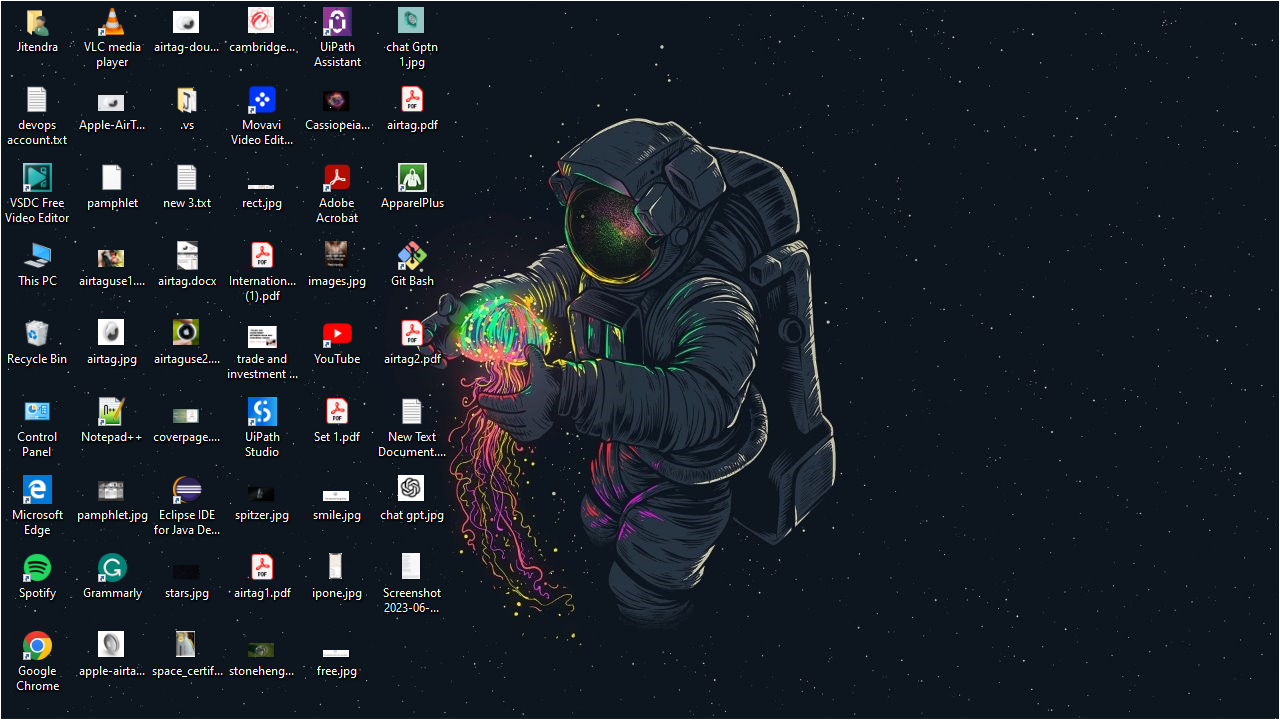 Jitendra
VLC media
player
airtag-dou...
cambridge...
UiPath
Assistant
chat Gptn
1.jpg
devops
account.txt
Apple-AirT...
.vs
Movavi
Video Edit...
Cassiopeia...
airtag.pdf
VSDC Free
Video Editor
pamphlet
new 3.txt
rect.jpg
Adobe
Acrobat
ApparelPlus
This PC
airtaguse1....
airtag.docx
Internation...
(1).pdf
images.jpg
Git Bash
Recycle Bin
airtag.jpg
airtaguse2....
trade and
investment ...
YouTube
airtag2.pdf
Control
Panel
Notepad++
coverpage....
UiPath
Studio
Set 1.pdf
New Text
Document....
Microsoft
Edge
pamphlet.jpg
Eclipse IDE
for Java De...
spitzer.jpg
smile.jpg
chat gpt.jpg
Spotify
Grammarly
stars.jpg
airtag1.pdf
ipone.jpg
Screenshot
2023-06-...
Google
Chrome
apple-airta...
space_certif...
stoneheng...
free.jpg